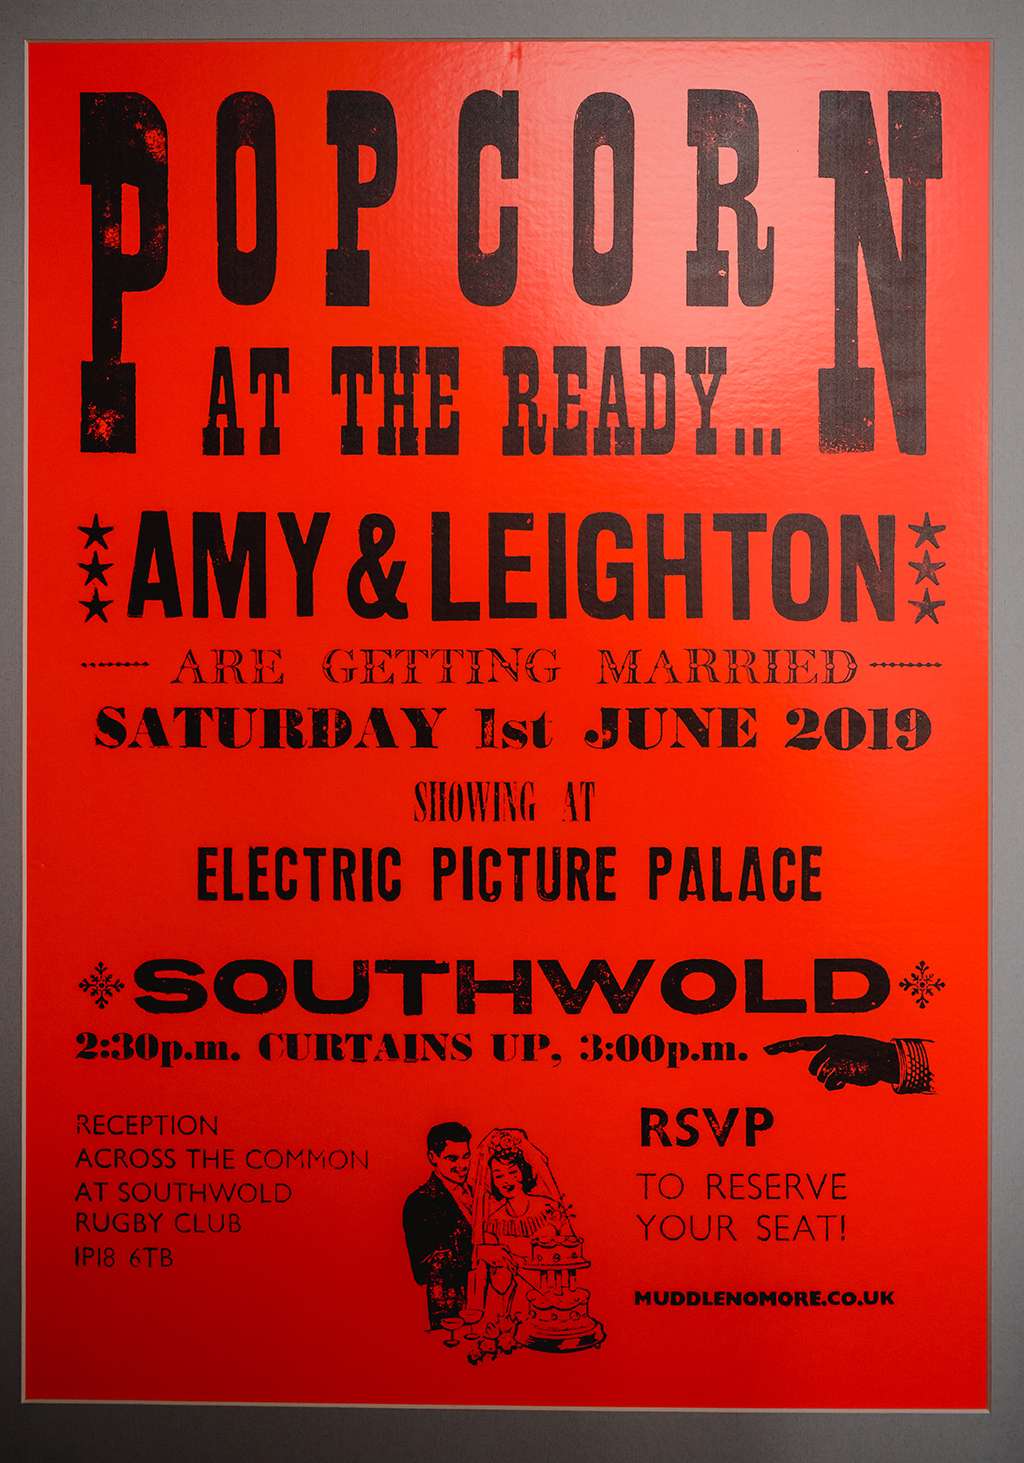 POPCORN
AT THE READY...
AMY & LEIGHTON
ARE GETTING MARRIED
SATURDAY 1st JUNE 2019
SHOWING AT
ELECTRIC PICTURE PALACE
SOUTHWOLD
2:30p.m. CURTAINS UP, 3:00p.m.
RECEPTION
ACROSS THE COMMON
AT SOUTHWOLD
RUGBY CLUB
IP18 6TB
RSVP
TO RESERVE
YOUR SEAT!
MUDDLENOMORE.CO.UK